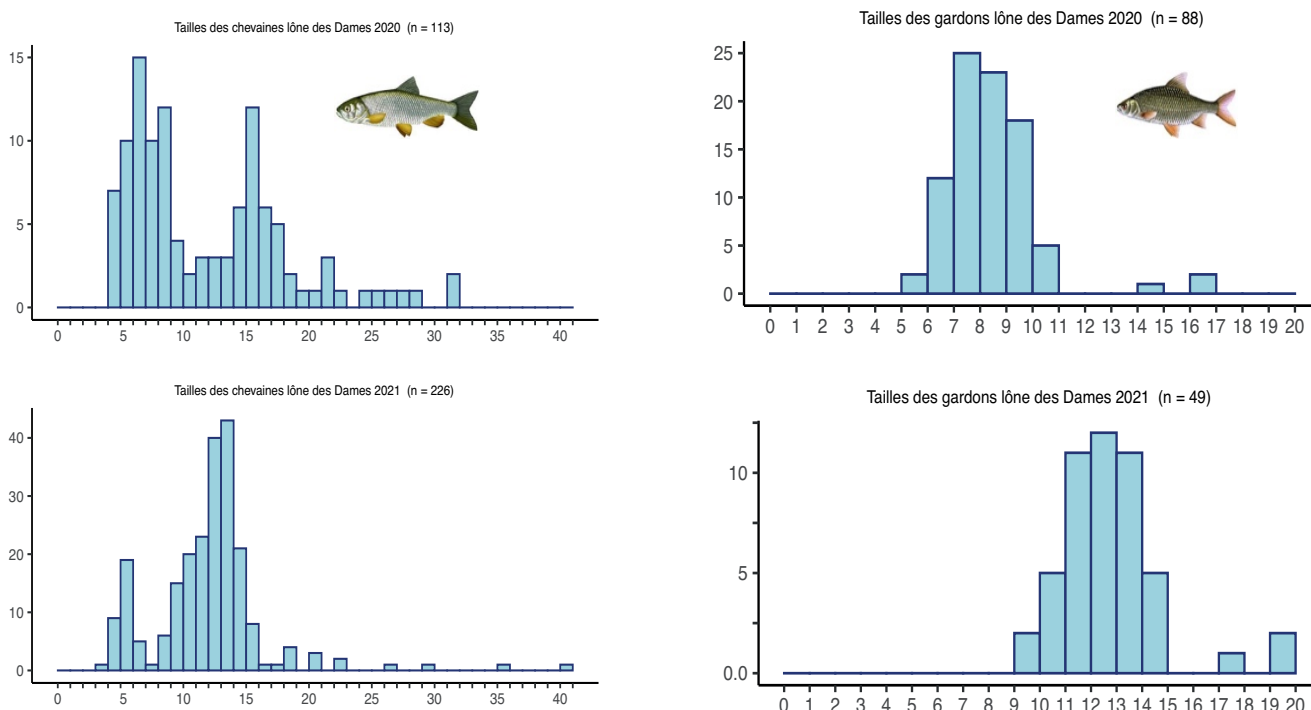 Tailles des chevaines lône des Dames 2020 (n = 113)
15
10
5
0
0 5 10 15 20 25 30 35 40
Tailles des gardons lône des Dames 2020 (n = 88)
25
20
15
10
5
0
0 1 2 3 4 5 6 7 8 9 10 11 12 13 14 15 16 17 18 19 20
Tailles des chevaines lône des Dames 2021 (n = 226)
40
30
20
10
0
0 5 10 15 20 25 30 35 40
Tailles des gardons lône des Dames 2021 (n = 49)
10
5
0.0
0 1 2 3 4 5 6 7 8 9 10 11 12 13 14 15 16 17 18 19 20